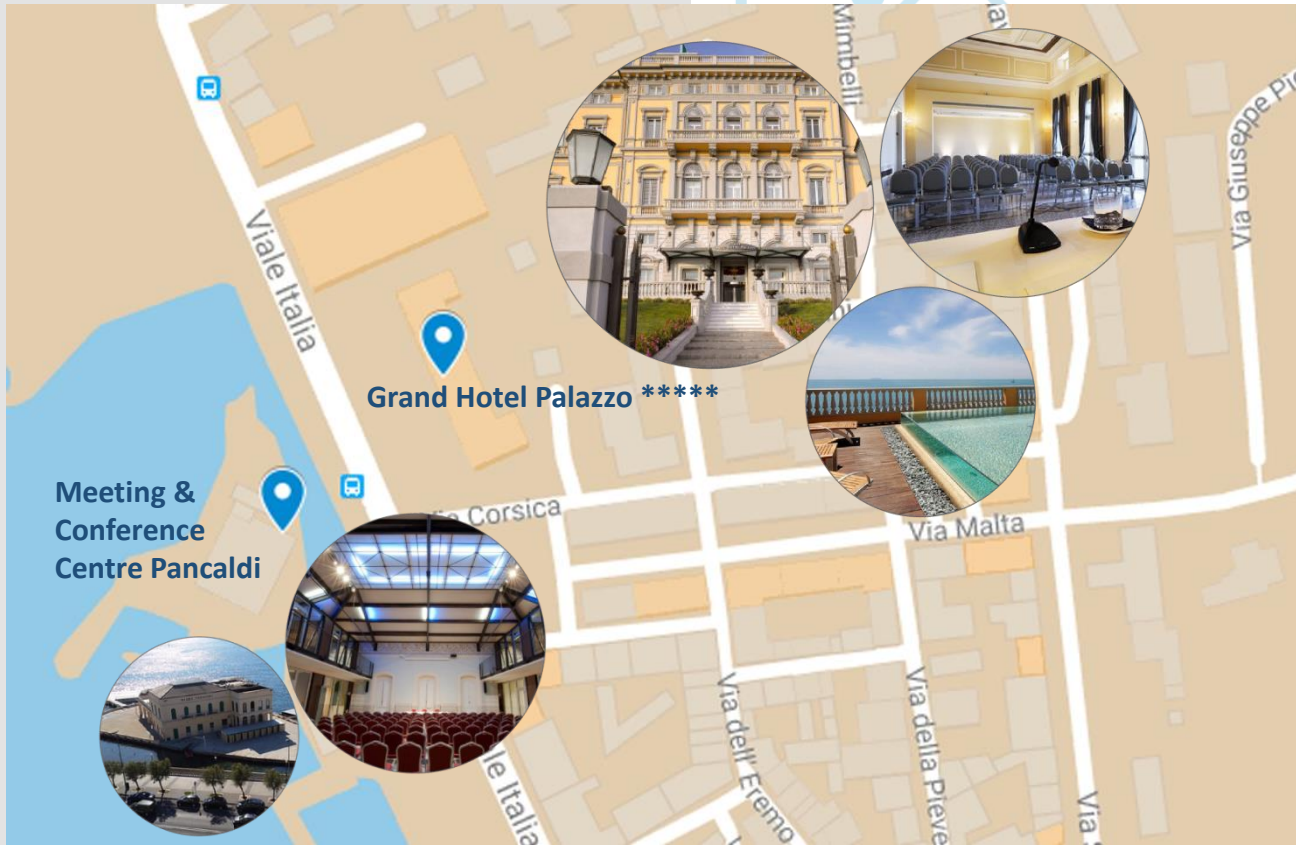 Mimbelli
Via Giuseppe Pi
Viale Italia
Grand Hotel Palazzo *****
Meeting &
Conference
Centre Pancaldi
Corsica
Via Malta
Via dell' Eremo
Via della Pieve
le Italia
Via